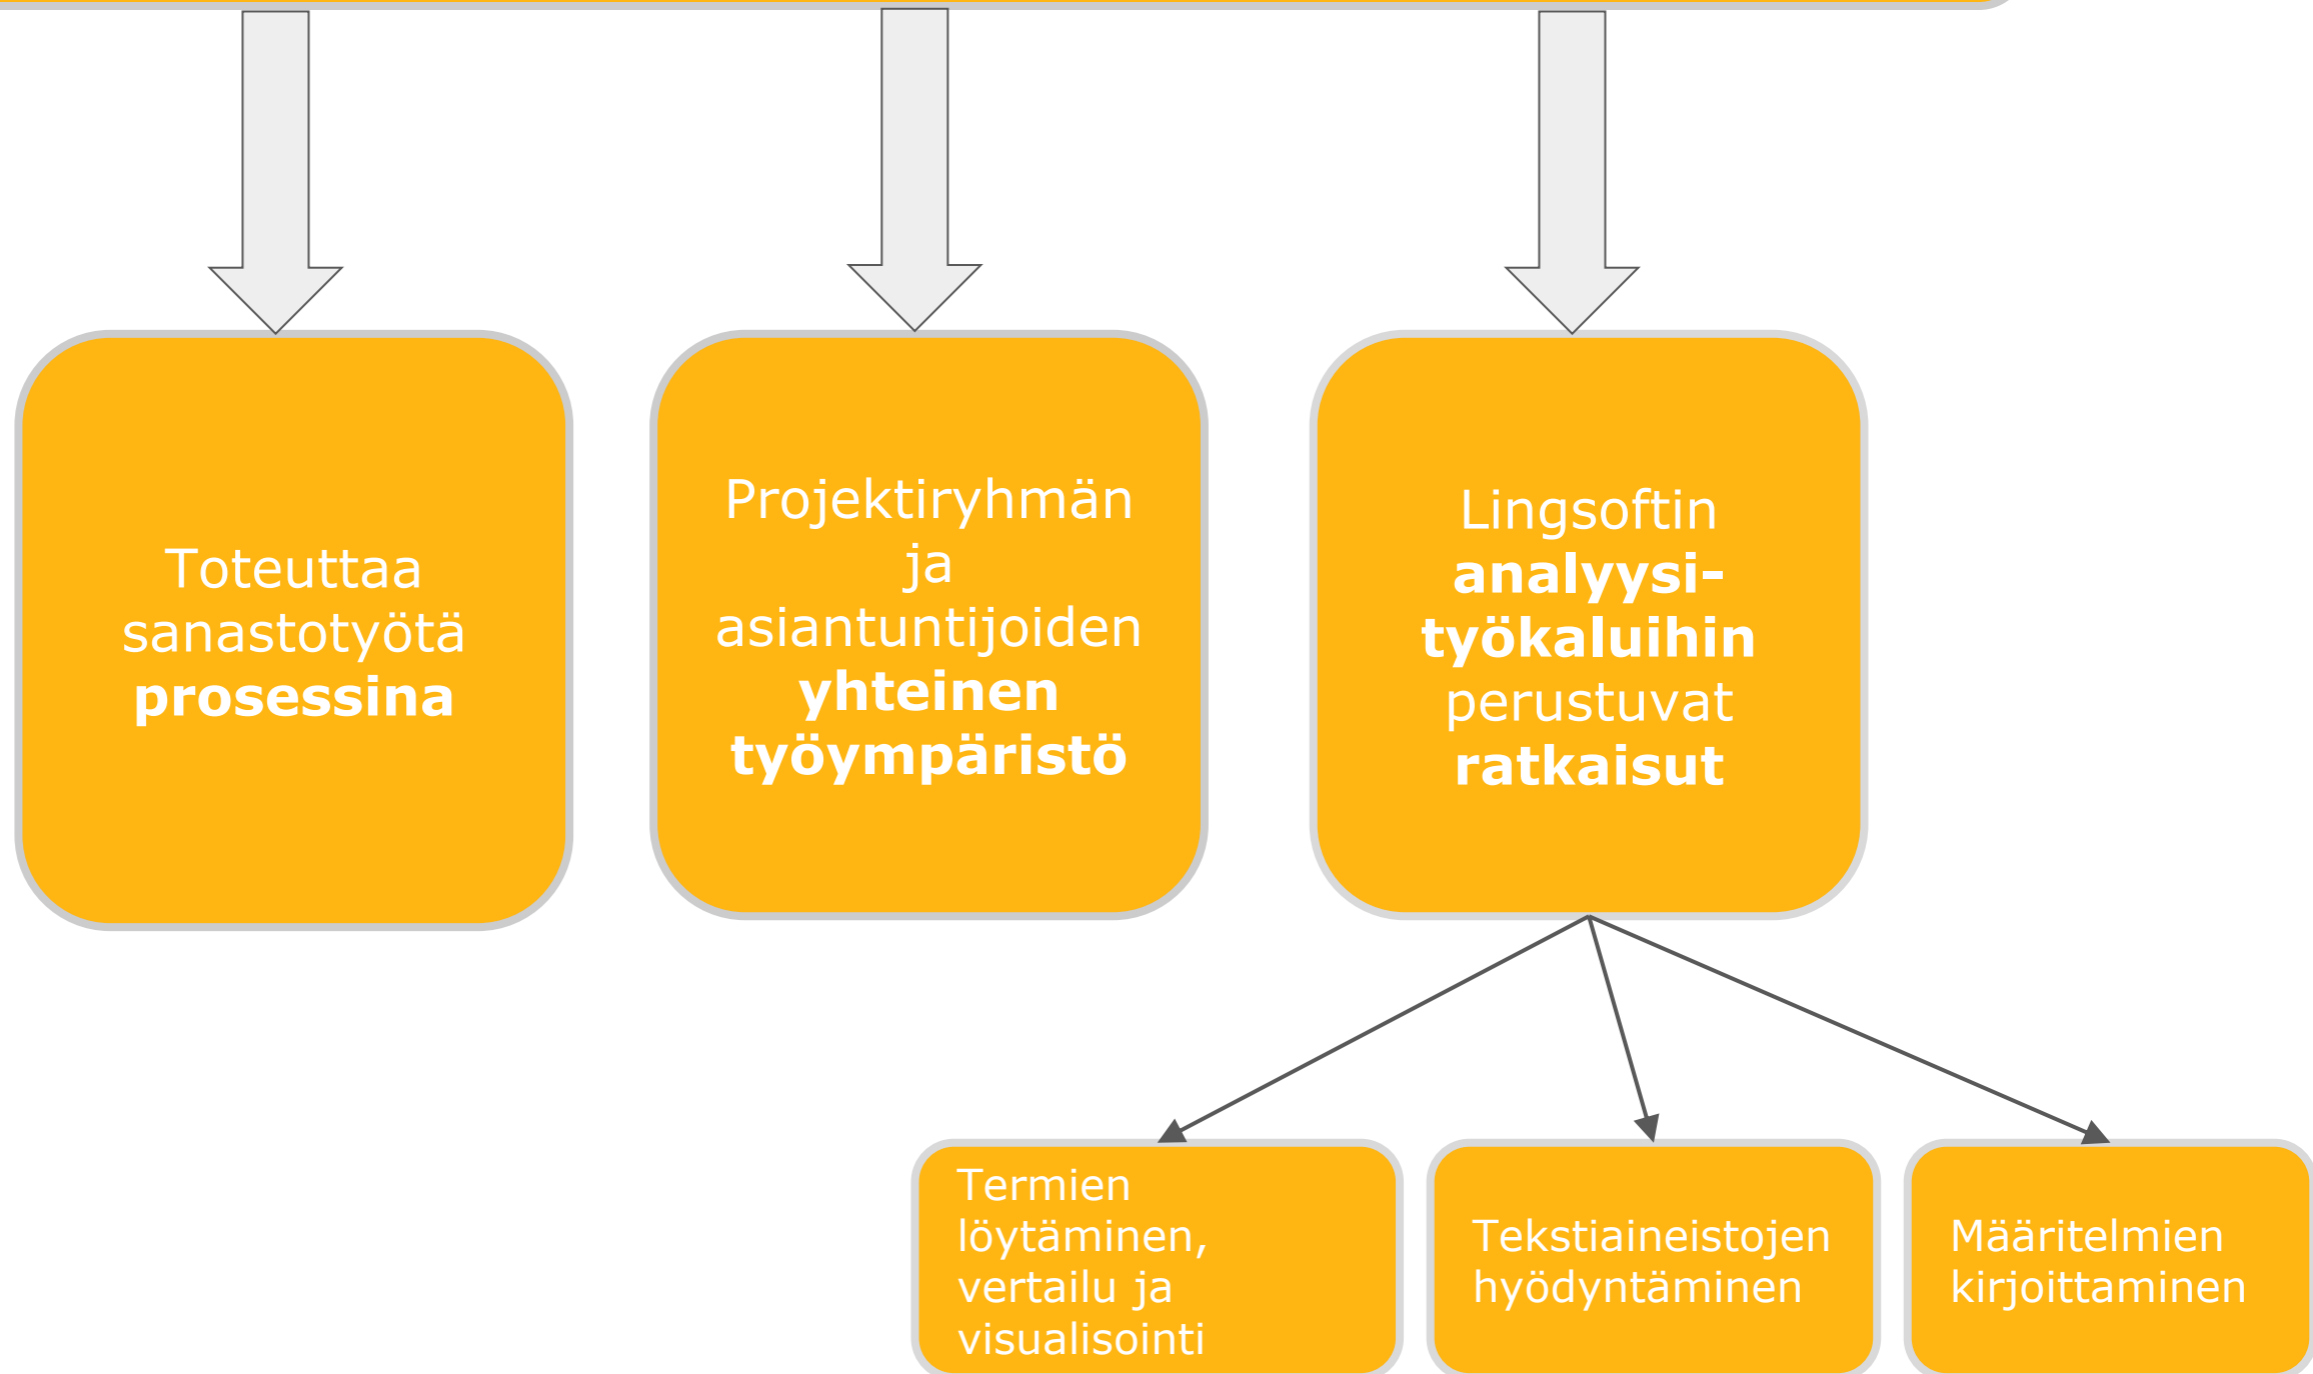 Toteuttaa
sanastotyötä
prosessina
Projektiryhmän
ja
asiantuntijoiden
yhteinen
työympäristö
Lingsoftin
analyysi-
työkaluihin
perustuvat
ratkaisut
Termien
löytäminen,
vertailu ja
visualisointi
Tekstiaineistojen
hyödyntäminen
Määritelmien
kirjoittaminen